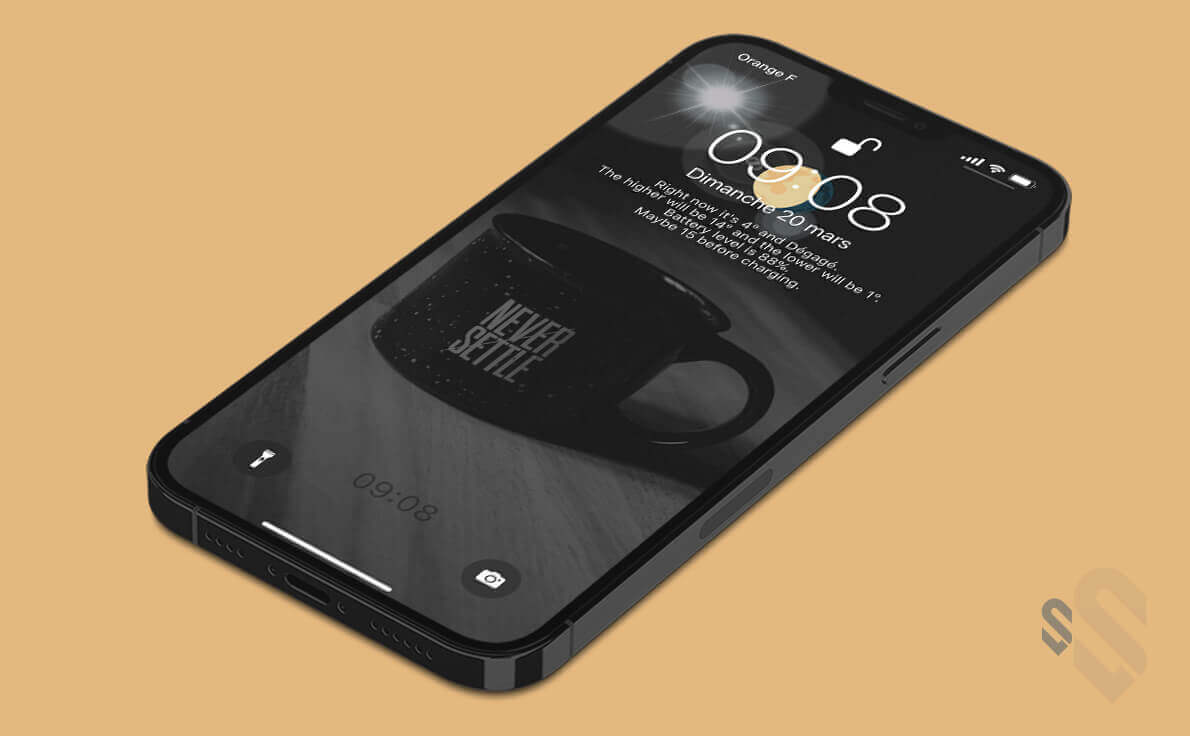 Orange F
09:08
Dimanche 20 mars
Right now it's 4° and Dégagé.
The higher will be 14° and the lower will be 1°.
Battery level is 88%.
Maybe 15 before charging.
NEVER
SETTLE
09:08